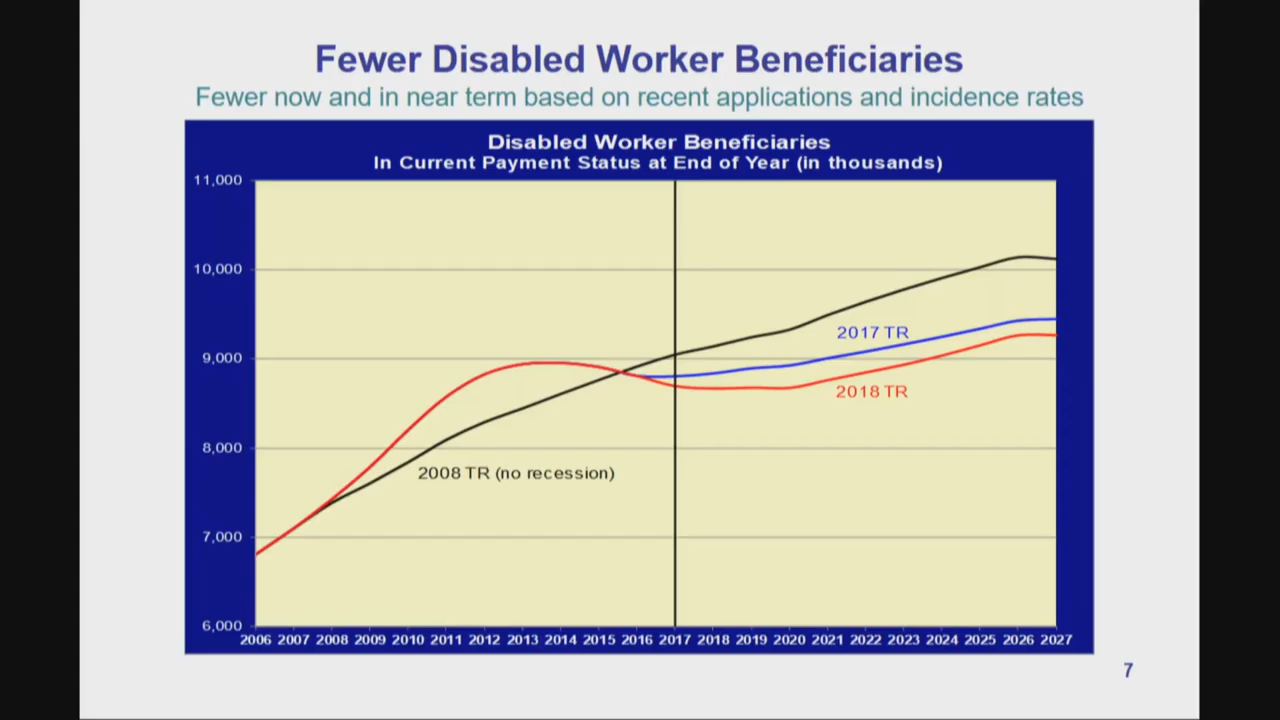 Fewer Disabled Worker Beneficiaries
Fewer now and in near term based on recent applications and incidence rates
Disabled Worker Beneficiaries
In Current Payment Status at End of Year (in thousands)
11,000
10,000
9,000
8,000
7,000
6,000
2017 TR
2018 TR
2008 TR (no recession)
2006 2007 2008 2009 2010 2011 2012 2013 2014 2015 2016 2017 2018 2019 2020 2021 2022 2023 2024 2025 2026 2027
7